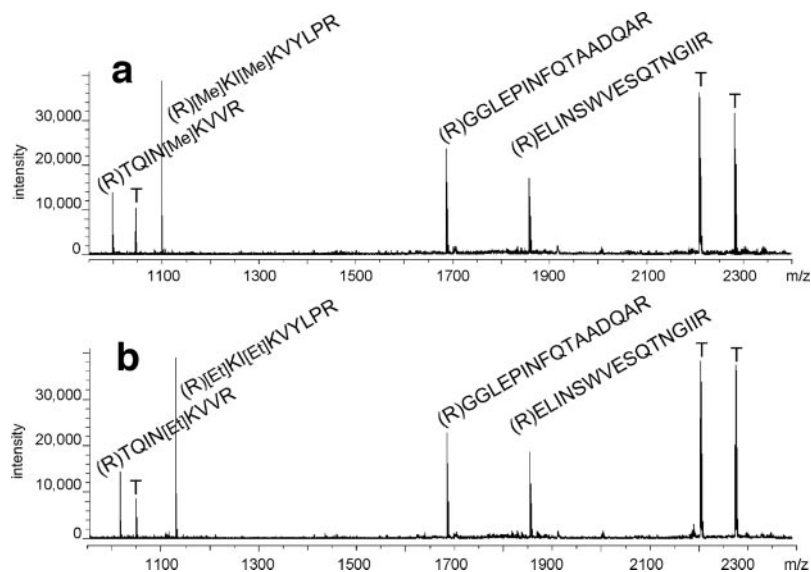 a
(R)TQIN[Me]KVVR
T
(R)[Me]KI[Me]KVYLPR
(R)GGLEPINFQTAADQAR
(R)ELINSWVESQTNGIIR
T
T
intensity
30,000
20,000
10,000
0
1100 1300 1500 1700 1900 2100 2300 m/z
b
(R)TQIN[Et]KVVR
T
(R)[Et]KI[Et]KVYLPR
(R)GGLEPINFQTAADQAR
(R)ELINSWVESQTNGIIR
T
T
intensity
30,000
20,000
10,000
0
1100 1300 1500 1700 1900 2100 2300 m/z